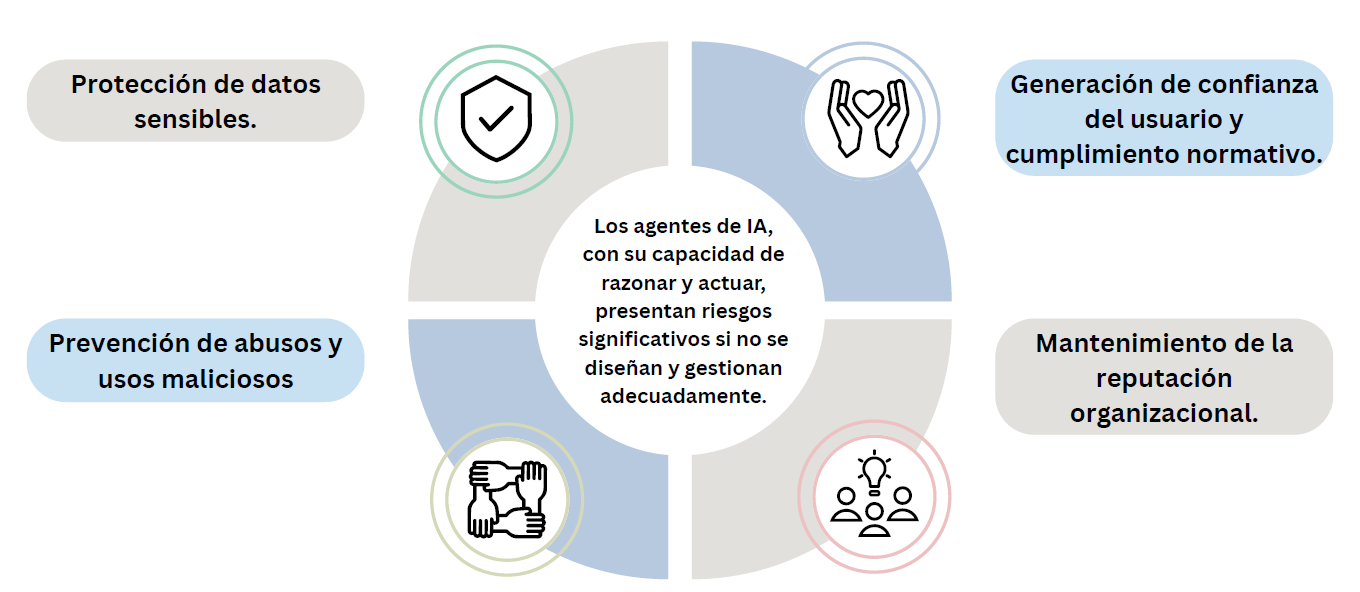 Protección de datos
sensibles.
Generación de confianza
del usuario y
cumplimiento normativo.
Los agentes de IA,
con su capacidad de
razonar y actuar,
presentan riesgos
significativos si no se
diseñan y gestionan
adecuadamente.
Prevención de abusos y
usos maliciosos
Mantenimiento de la
reputación
organizacional.